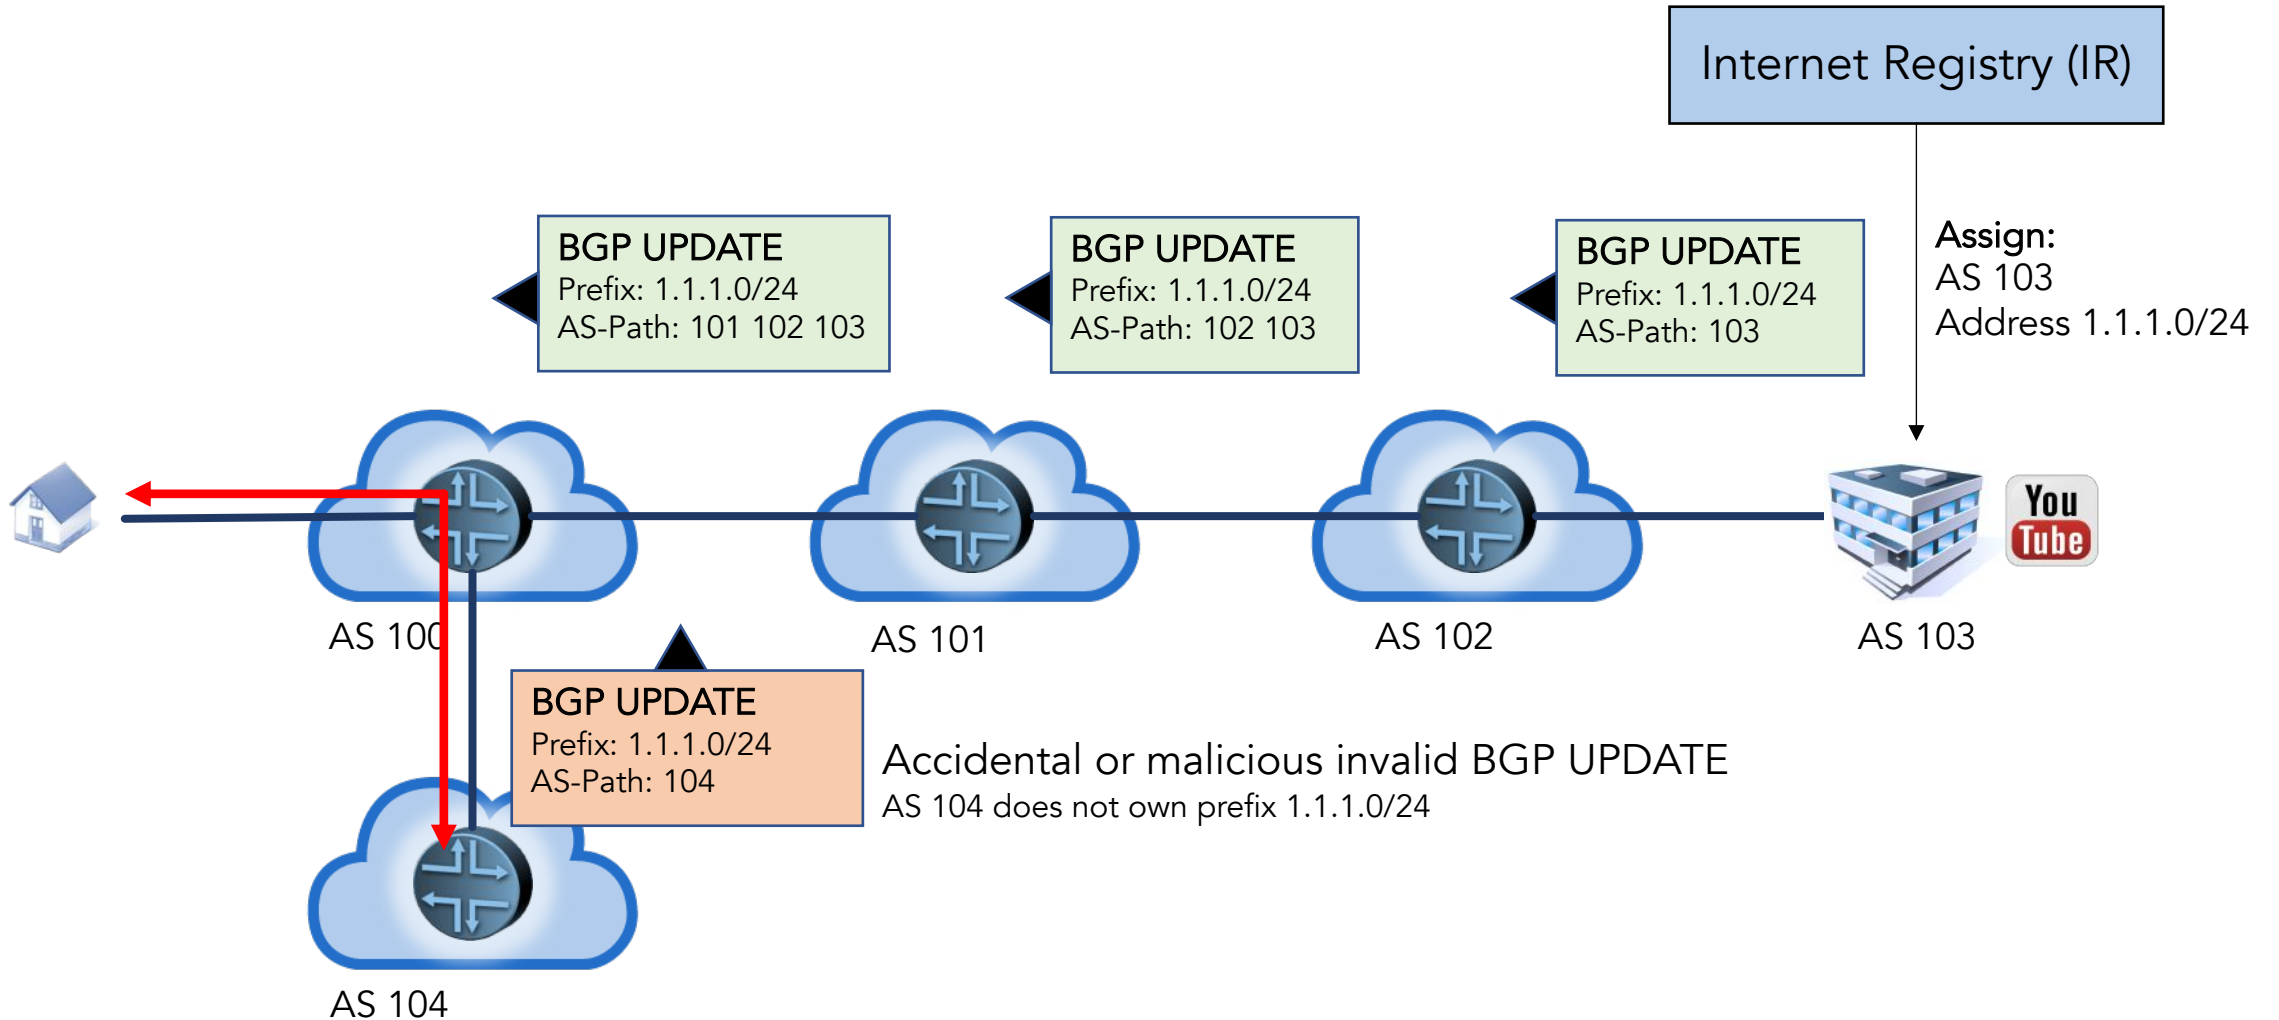 Internet Registry (IR)
BGP UPDATE
Prefix: 1.1.1.0/24
AS-Path: 101 102 103
BGP UPDATE
Prefix: 1.1.1.0/24
AS-Path: 102 103
BGP UPDATE
Prefix: 1.1.1.0/24
AS-Path: 103
Assign:
AS 103
Address 1.1.1.0/24
You
Tube
AS 100
AS 101
AS 102
AS 103
BGP UPDATE
Prefix: 1.1.1.0/24
AS-Path: 104
Accidental or malicious invalid BGP UPDATE
AS 104 does not own prefix 1.1.1.0/24
AS 104